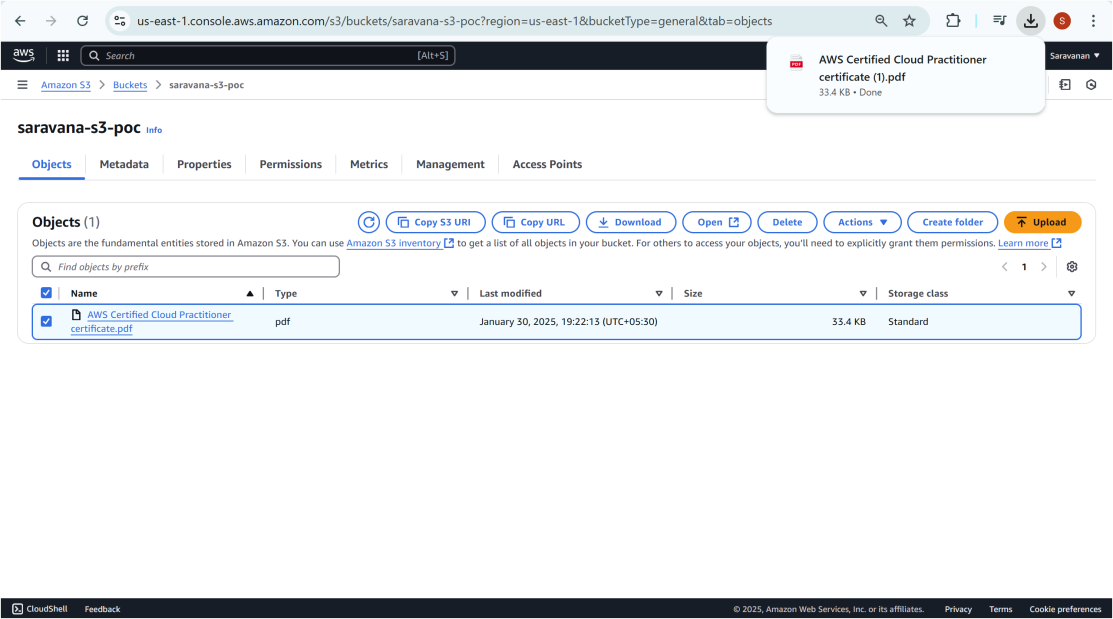 us-east-1.console.aws.amazon.com/s3/buckets/saravana-s3-poc?region=us-east-1&bucketType=general&tab=objects
S
aws
Search
[Alt+S]
Saravanan
PDF
AWS Certified Cloud Practitioner
certificate (1).pdf
33.4 KB • Done
Amazon S3
Buckets
saravana-s3-poc
saravana-s3-poc Info
Objects
Metadata
Properties
Permissions
Metrics
Management
Access Points
Objects (1)
Copy S3 URI
Copy URL
Download
Open
Delete
Actions
Create folder
Upload
Objects are the fundamental entities stored in Amazon S3. You can use Amazon S3 inventory to get a list of all objects in your bucket. For others to access your objects, you'll need to explicitly grant them permissions. Learn more
Find objects by prefix
1
Name
Type
Last modified
Size
Storage class
AWS Certified Cloud Practitioner
certificate.pdf
pdf
January 30, 2025, 19:22:13 (UTC+05:30)
33.4 KB
Standard
CloudShell
Feedback
© 2025, Amazon Web Services, Inc. or its affiliates.
Privacy
Terms
Cookie preferences